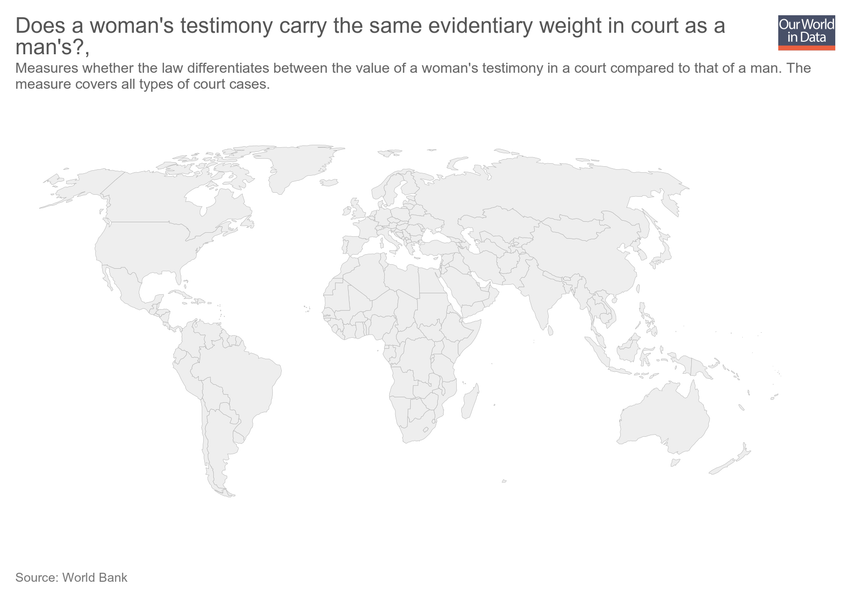 Does a woman's testimony carry the same evidentiary weight in court as a
man's?,
Our World
in Data
Measures whether the law differentiates between the value of a woman's testimony in a court compared to that of a man. The
measure covers all types of court cases.
Source: World Bank